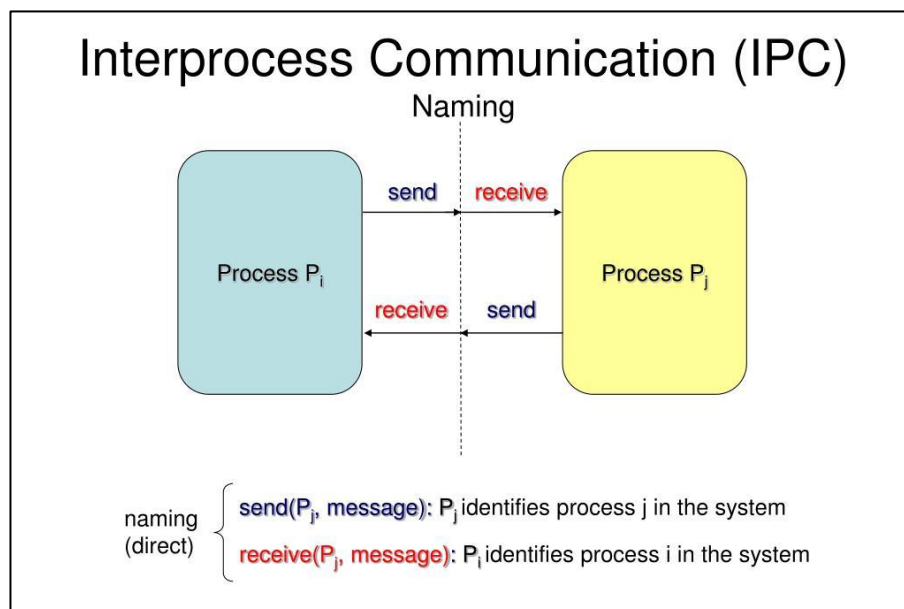 Interprocess Communication (IPC)
Naming
send receive
Process Pi Process Pj
receive send
naming
(direct)
send(Pj, message): Pj identifies process j in the system
receive(Pj, message): Pi identifies process i in the system